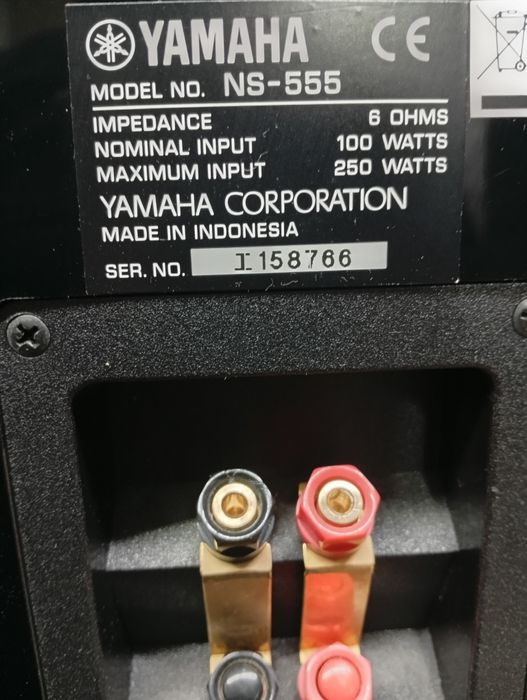 YAMAHA CE
MODEL NO. NS-555
IMPEDANCE 6 OHMS
NOMINAL INPUT 100 WATTS
MAXIMUM INPUT 250 WATTS
YAMAHA CORPORATION
MADE IN INDONESIA
SER. NO. I158766